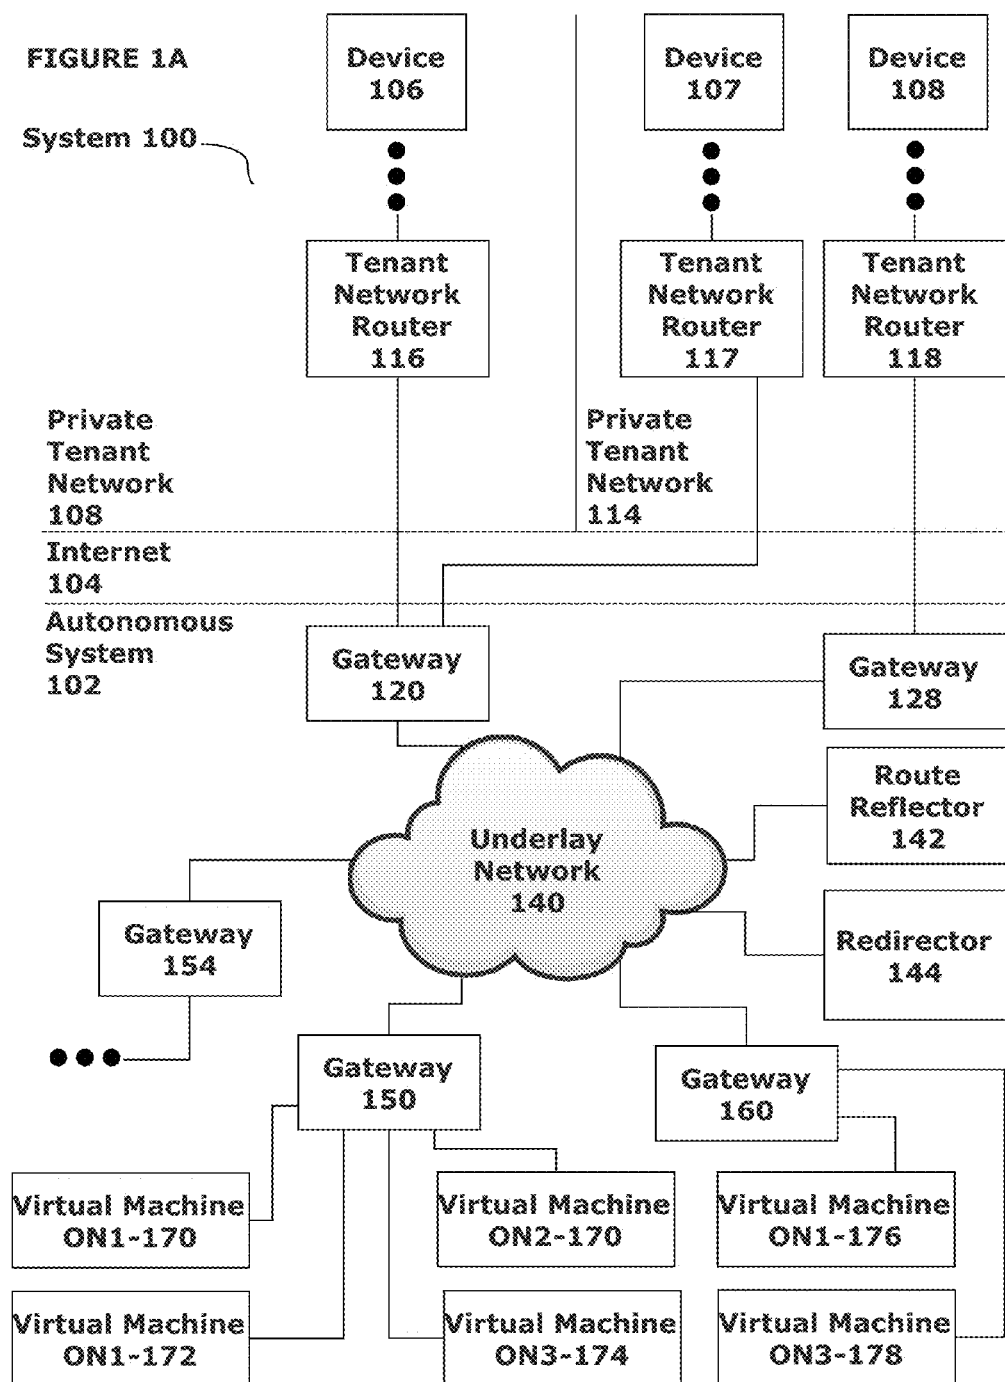 FIGURE 1A
System 100
Device
106
Device
107
Device
108
Tenant
Network
Router
116
Tenant
Network
Router
117
Tenant
Network
Router
118
Private
Tenant
Network
108
Private
Tenant
Network
114
Internet
104
Autonomous
System
102
Gateway
120
Gateway
128
Route
Reflector
142
Underlay
Network
140
Redirector
144
Gateway
154
Gateway
150
Gateway
160
Virtual Machine
ON1-170
Virtual Machine
ON2-170
Virtual Machine
ON1-176
Virtual Machine
ON1-172
Virtual Machine
ON3-174
Virtual Machine
ON3-178